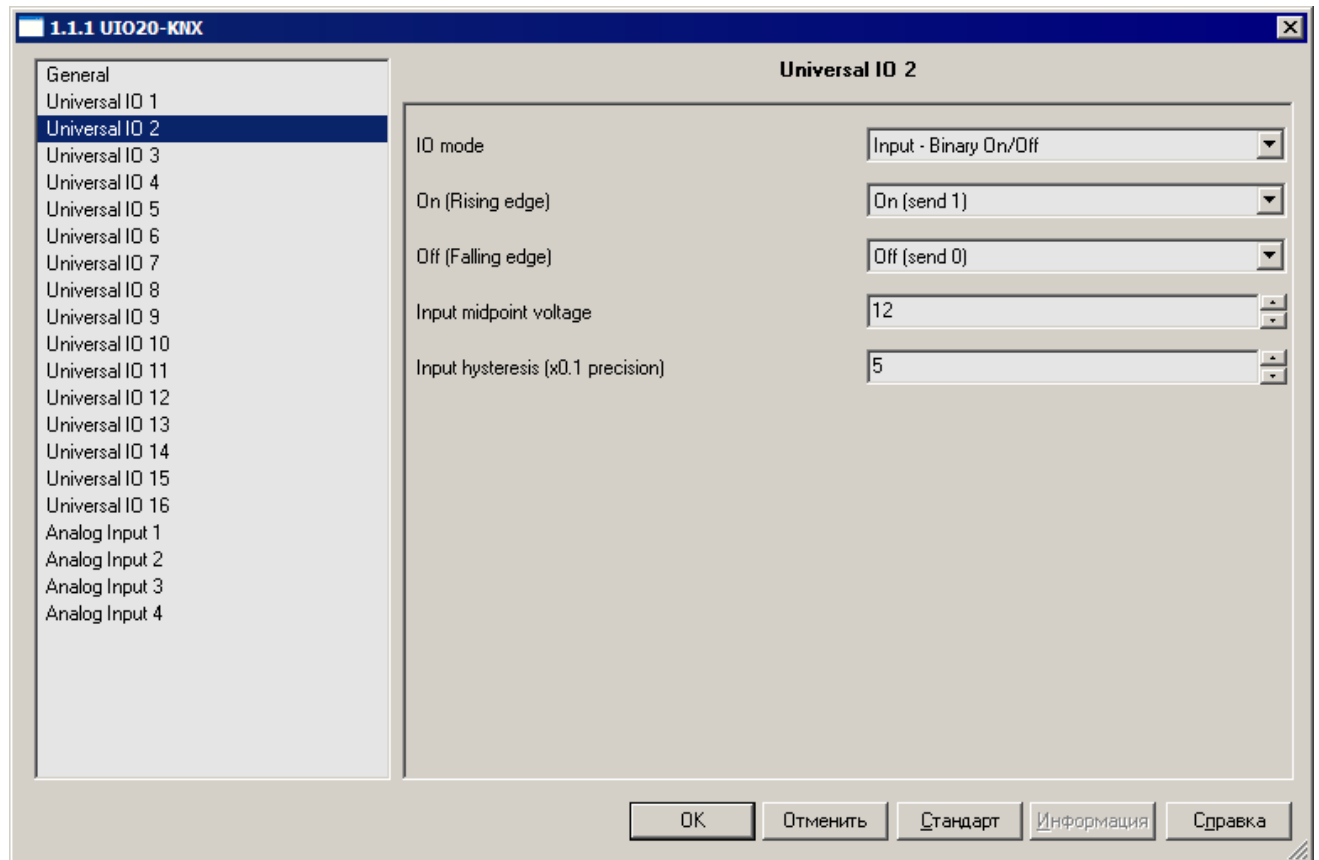 1.1.1 UIO20-KNX
General
Universal IO 1
Universal IO 2
Universal IO 3
Universal IO 4
Universal IO 5
Universal IO 6
Universal IO 7
Universal IO 8
Universal IO 9
Universal IO 10
Universal IO 11
Universal IO 12
Universal IO 13
Universal IO 14
Universal IO 15
Universal IO 16
Analog Input 1
Analog Input 2
Analog Input 3
Analog Input 4
Universal IO 2
IO mode Input - Binary On/Off
On (Rising edge) On (send 1)
Off (Falling edge) Off (send 0)
Input midpoint voltage 12
Input hysteresis (x0.1 precision) 5
OK Отменить Стандарт Информация Справка